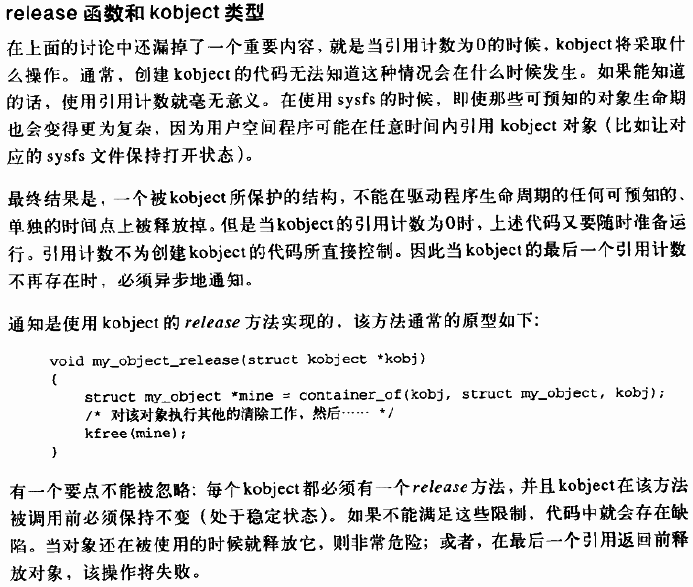 release 函数和 kobject 类型
在上面的讨论中还漏掉了一个重要内容，就是当引用计数为0的时候，kobject将采取什
么操作。通常，创建 kobject 的代码无法知道这种情况会在什么时候发生。如果能知道
的话，使用引用计数就毫无意义。在使用 sysfs 的时候，即使那些可预知的对象生命期
也会变得更为复杂，因为用户空间程序可能在任意时间内引用 kobject 对象（比如让对
应的 sysfs 文件保持打开状态）。
最终结果是，一个被kobject所保护的结构，不能在驱动程序生命周期的任何可预知的、
单独的时间点上被释放掉。但是当kobject的引用计数为0时，上述代码又要随时准备运
行。引用计数不为创建kobject的代码所直接控制。因此当kobject的最后一个引用计数
不再存在时，必须异步地通知。
通知是使用 kobject 的 release 方法实现的，该方法通常的原型如下：
void my_object_release(struct kobject *kobj)
{
struct my_object *mine = container_of(kobj, struct my_object, kobj);
/* 对该对象执行其他的清除工作，然后…… */
kfree(mine);
}
有一个要点不能被忽略：每个kobject都必须有一个release方法，并且kobject在该方法
被调用前必须保持不变（处于稳定状态）。如果不能满足这些限制，代码中就会存在缺
陷。当对象还在被使用的时候就释放它，则非常危险；或者，在最后一个引用返回前释
放对象，该操作将失败。